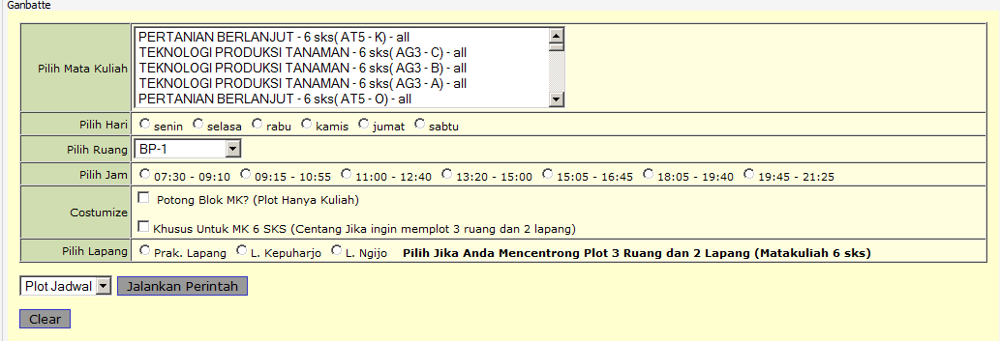 Ganbatte
Pilih Mata Kuliah
PERTANIAN BERLANJUT - 6 sks( AT5 - K) - all
TEKNOLOGI PRODUKSI TANAMAN - 6 sks( AG3 - C) - all
TEKNOLOGI PRODUKSI TANAMAN - 6 sks( AG3 - B) - all
TEKNOLOGI PRODUKSI TANAMAN - 6 sks( AG3 - A) - all
PERTANIAN BERLANJUT - 6 sks( AT5 - O) - all
Pilih Hari senin selasa rabu kamis jumat sabtu
Pilih Ruang BP-1
Pilih Jam 07:30 - 09:10 09:15 - 10:55 11:00 - 12:40 13:20 - 15:00 15:05 - 16:45 18:05 - 19:40 19:45 - 21:25
Costumize
Potong Blok MK? (Plot Hanya Kuliah)
Khusus Untuk MK 6 SKS (Centang Jika ingin memplot 3 ruang dan 2 lapang)
Pilih Lapang Prak. Lapang L. Kepuharjo L. Ngijo Pilih Jika Anda Mencentrong Plot 3 Ruang dan 2 Lapang (Matakuliah 6 sks)
Plot Jadwal Jalankan Perintah
Clear